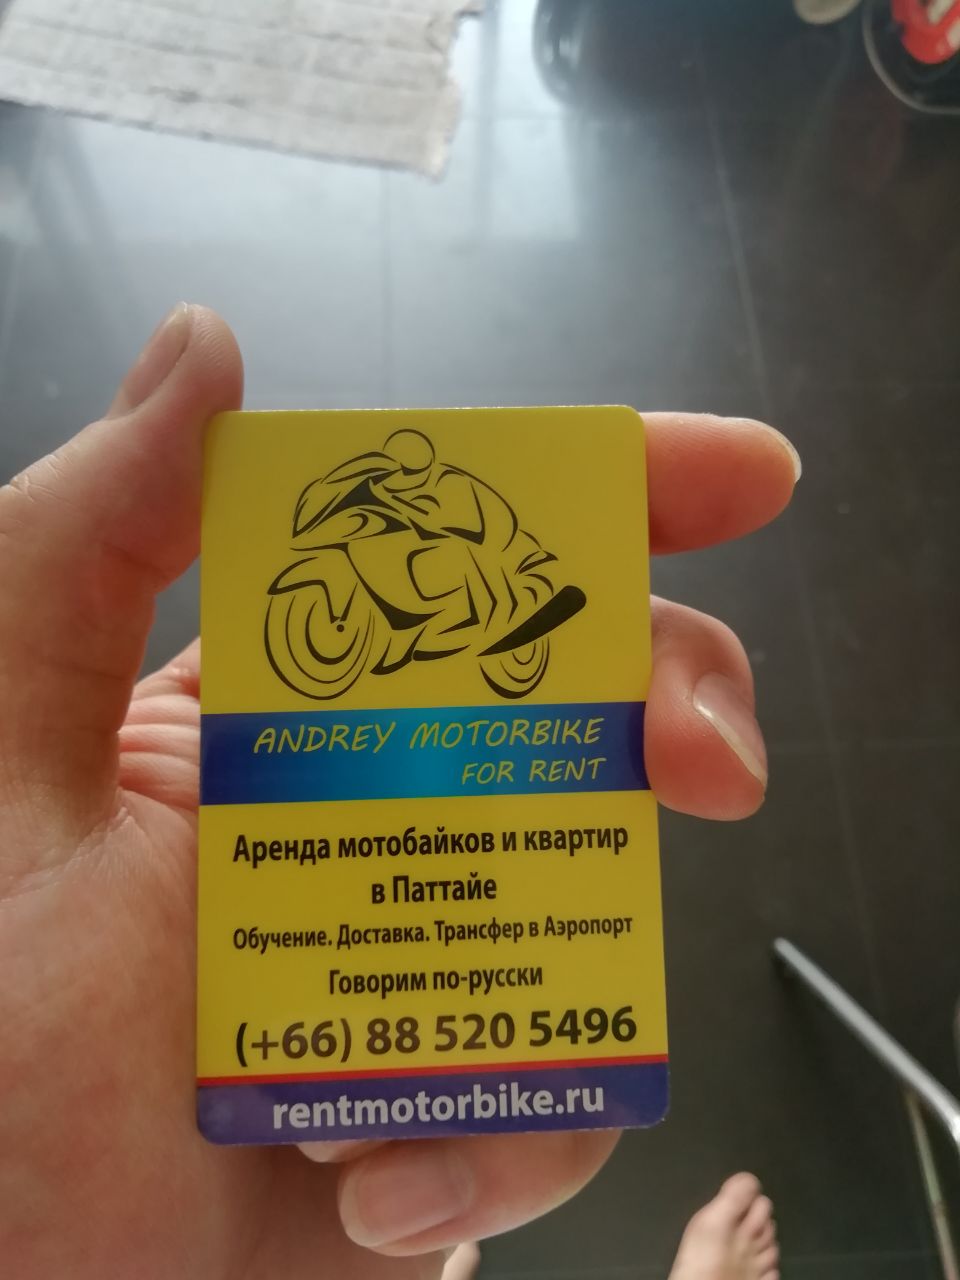 ANDREY MOTORBIKE
FOR RENT
Аренда мотобайков и квартир
в Паттайе
Обучение. Доставка. Трансфер в Аэропорт
Говорим по-русски
(+66) 88 520 5496
rentmotorbike.ru